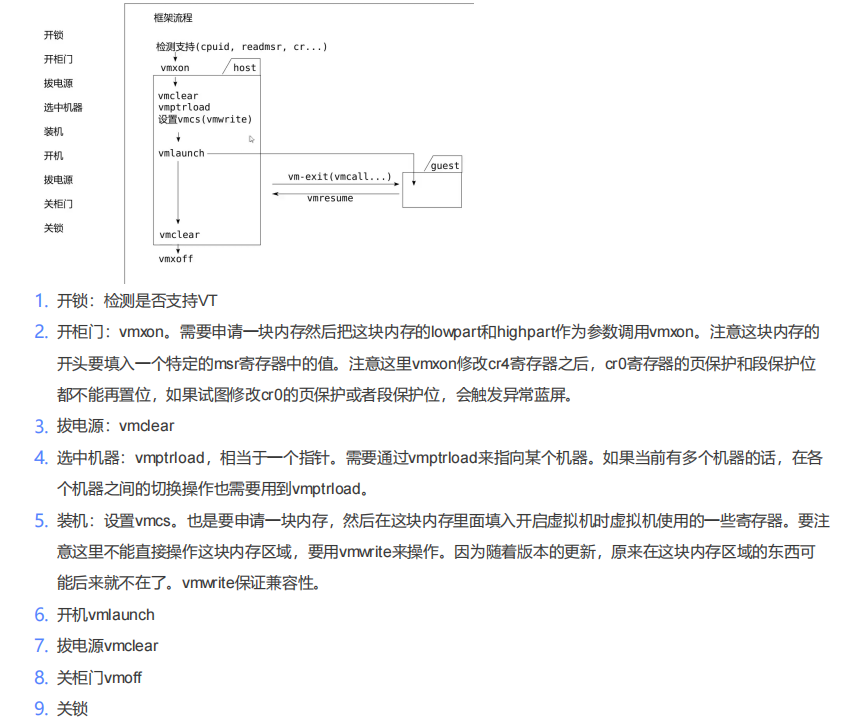 框架流程
开锁
开柜门
拔电源
选中机器
装机
开机
拔电源
关柜门
关锁
检测支持(cpuid, readmsr, cr...)
vmxon
host
vmclear
vmptrload
设置vmcs(vmwrite)
vmlaunch
guest
vm-exit(vmcall...)
vmresume
vmclear
vmxoff
1. 开锁：检测是否支持VT
2. 开柜门：vmxon。需要申请一块内存然后把这块内存的lowpart和highpart作为参数调用vmxon。注意这块内存的
开头要填入一个特定的msr寄存器中的值。注意这里vmxon修改cr4寄存器之后，cr0寄存器的页保护和段保护位
都不能再置位，如果试图修改cr0的页保护或者段保护位，会触发异常蓝屏。
3. 拔电源：vmclear
4. 选中机器：vmptrload，相当于一个指针。需要通过vmptrload来指向某个机器。如果当前有多个机器的话，在各
个机器之间的切换操作也需要用到vmptrload。
5. 装机：设置vmcs。也是要申请一块内存，然后在这块内存里面填入开启虚拟机时虚拟机使用的一些寄存器。要注
意这里不能直接操作这块内存区域，要用vmwrite来操作。因为随着版本的更新，原来在这块内存区域的东西可
能后来就不在了。vmwrite保证兼容性。
6. 开机vmlaunch
7. 拔电源vmclear
8. 关柜门vmoff
9. 关锁